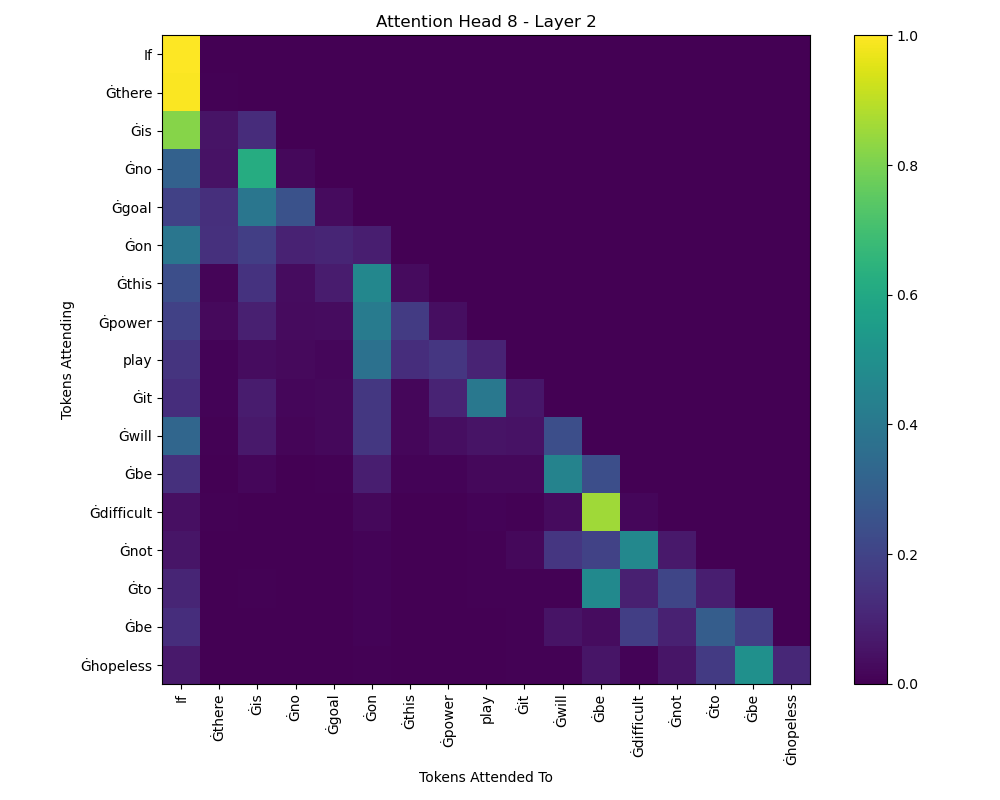 Attention Head 8 - Layer 2
If
Ġthere
Ġis
Ġno
Ġgoal
Ġon
Ġthis
Ġpower
play
Ġit
Ġwill
Ġbe
Ġdifficult
Ġnot
Ġto
Ġbe
Ġhopeless
Tokens Attending
If
Ġthere
Ġis
Ġno
Ġgoal
Ġon
Ġthis
Ġpower
play
Ġit
Ġwill
Ġbe
Ġdifficult
Ġnot
Ġto
Ġbe
Ġhopeless
Tokens Attended To
1.0
0.8
0.6
0.4
0.2
0.0